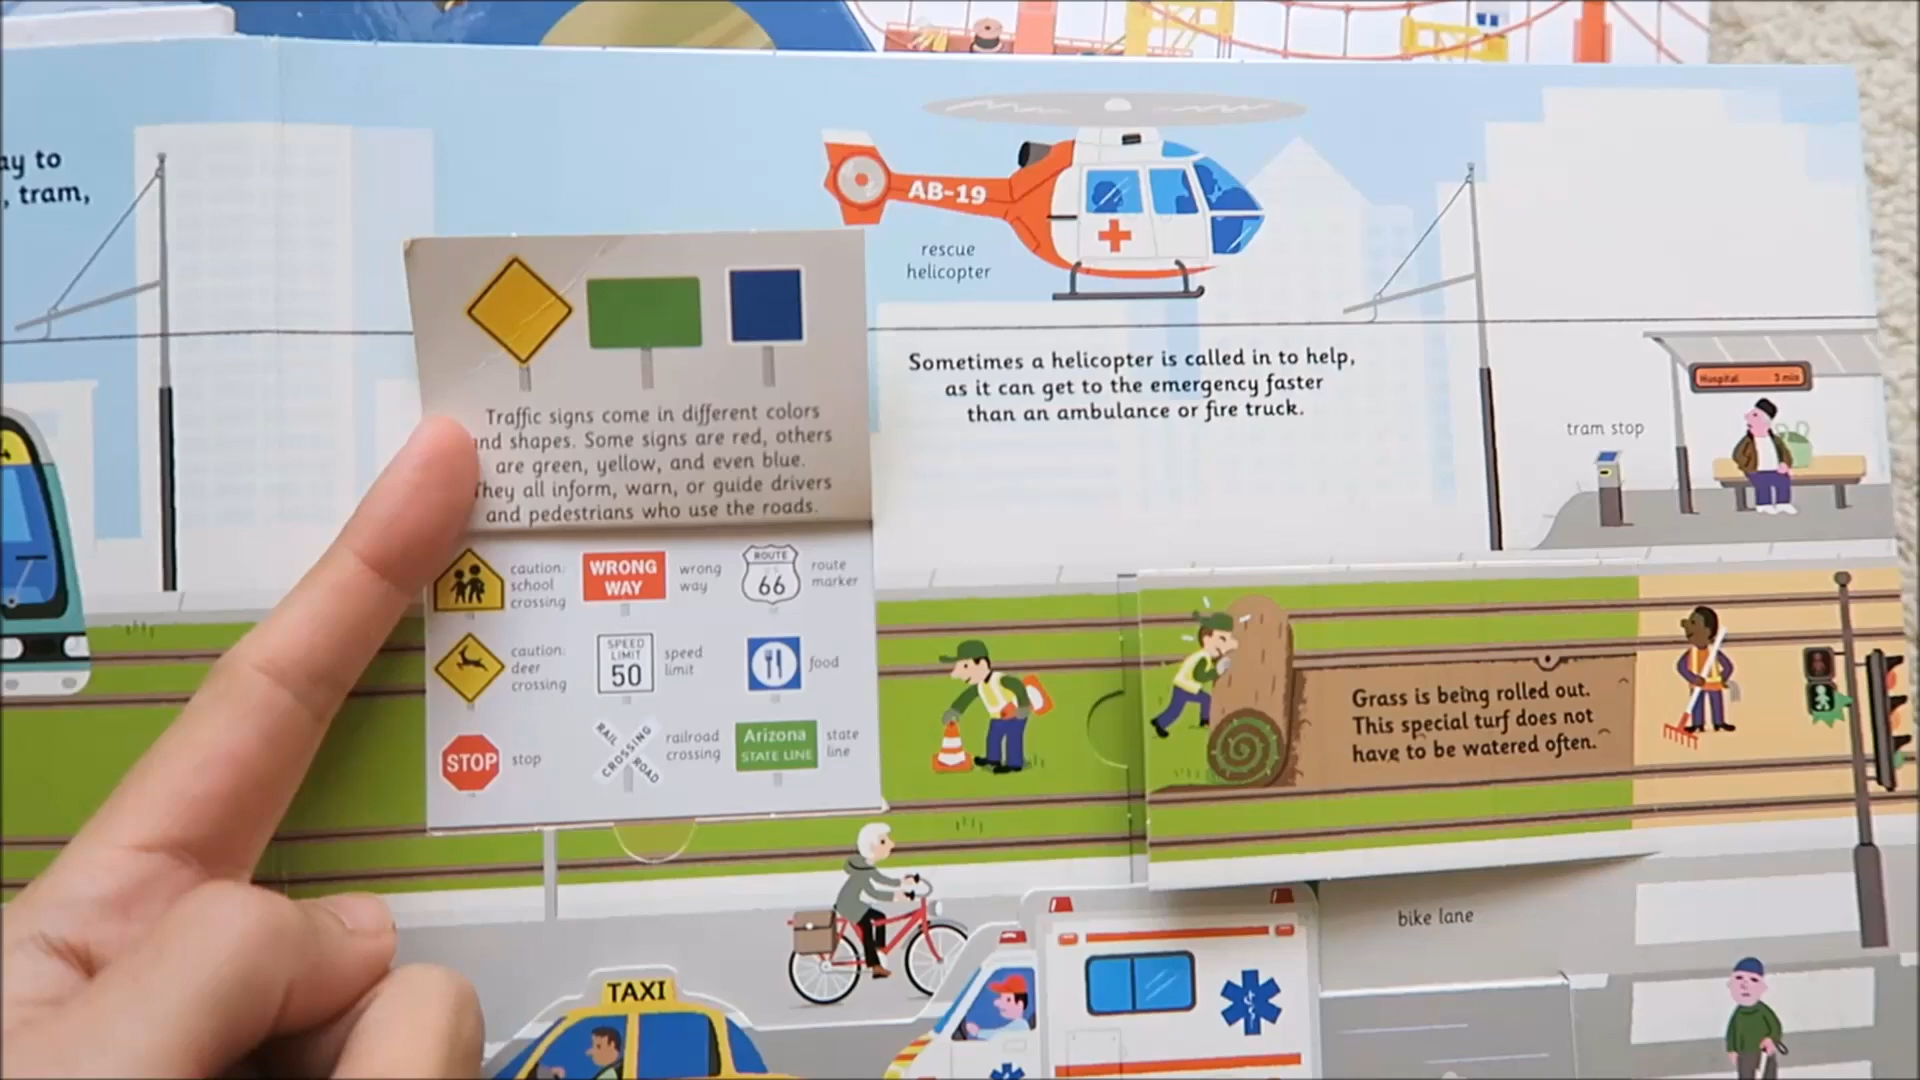 ay to
, tram,
AB-19
rescue
helicopter
Sometimes a helicopter is called in to help,
as it can get to the emergency faster
than an ambulance or fire truck.
Hospital 3 min
tram stop
Traffic signs come in different colors
nd shapes. Some signs are red, others
are green, yellow, and even blue.
They all inform, warn, or guide drivers
and pedestrians who use the roads.
caution:
school
crossing
WRONG
WAY
wrong
way
ROUTE
US
66
route
marker
caution:
deer
crossing
SPEED
LIMIT
50
speed
limit
food
STOP
stop
RAIL ROAD
CROSSING
railroad
crossing
Arizona
STATE LINE
state
line
Grass is being rolled out.
This special turf does not
have to be watered often.
bike lane
TAXI